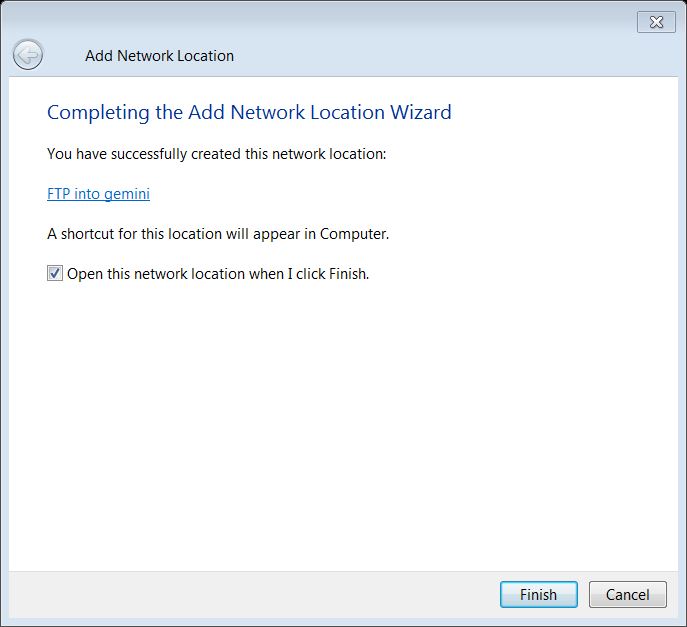 Add Network Location
Completing the Add Network Location Wizard
You have successfully created this network location:
FTP into gemini
A shortcut for this location will appear in Computer.
Open this network location when I click Finish.
Finish
Cancel